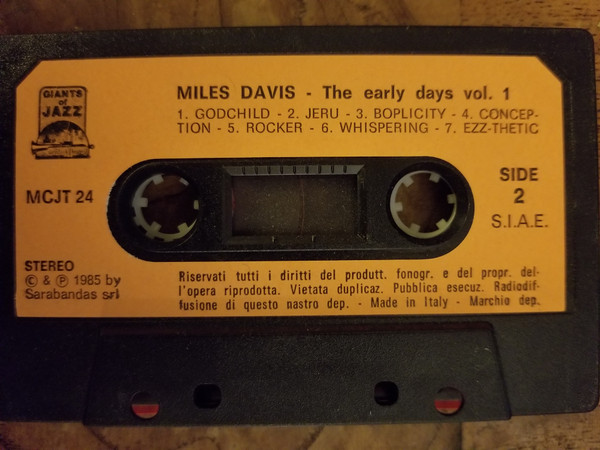 GIANTS
of
JAZZ
MILES DAVIS - The early days vol. 1
1. GODCHILD - 2. JERU - 3. BOPLICITY - 4. CONCEP-
TION - 5. ROCKER - 6. WHISPERING - 7. EZZ-THETIC
MCJT 24
SIDE
2
S.I.A.E.
STEREO
© & ℗ 1985 by
Sarabandas srl
Riservati tutti i diritti del produtt. fonogr. e del propr. del-
l'opera riprodotta. Vietata duplicaz. Pubblica esecuz. Radiodif-
fusione di questo nastro dep. - Made in Italy - Marchio dep.